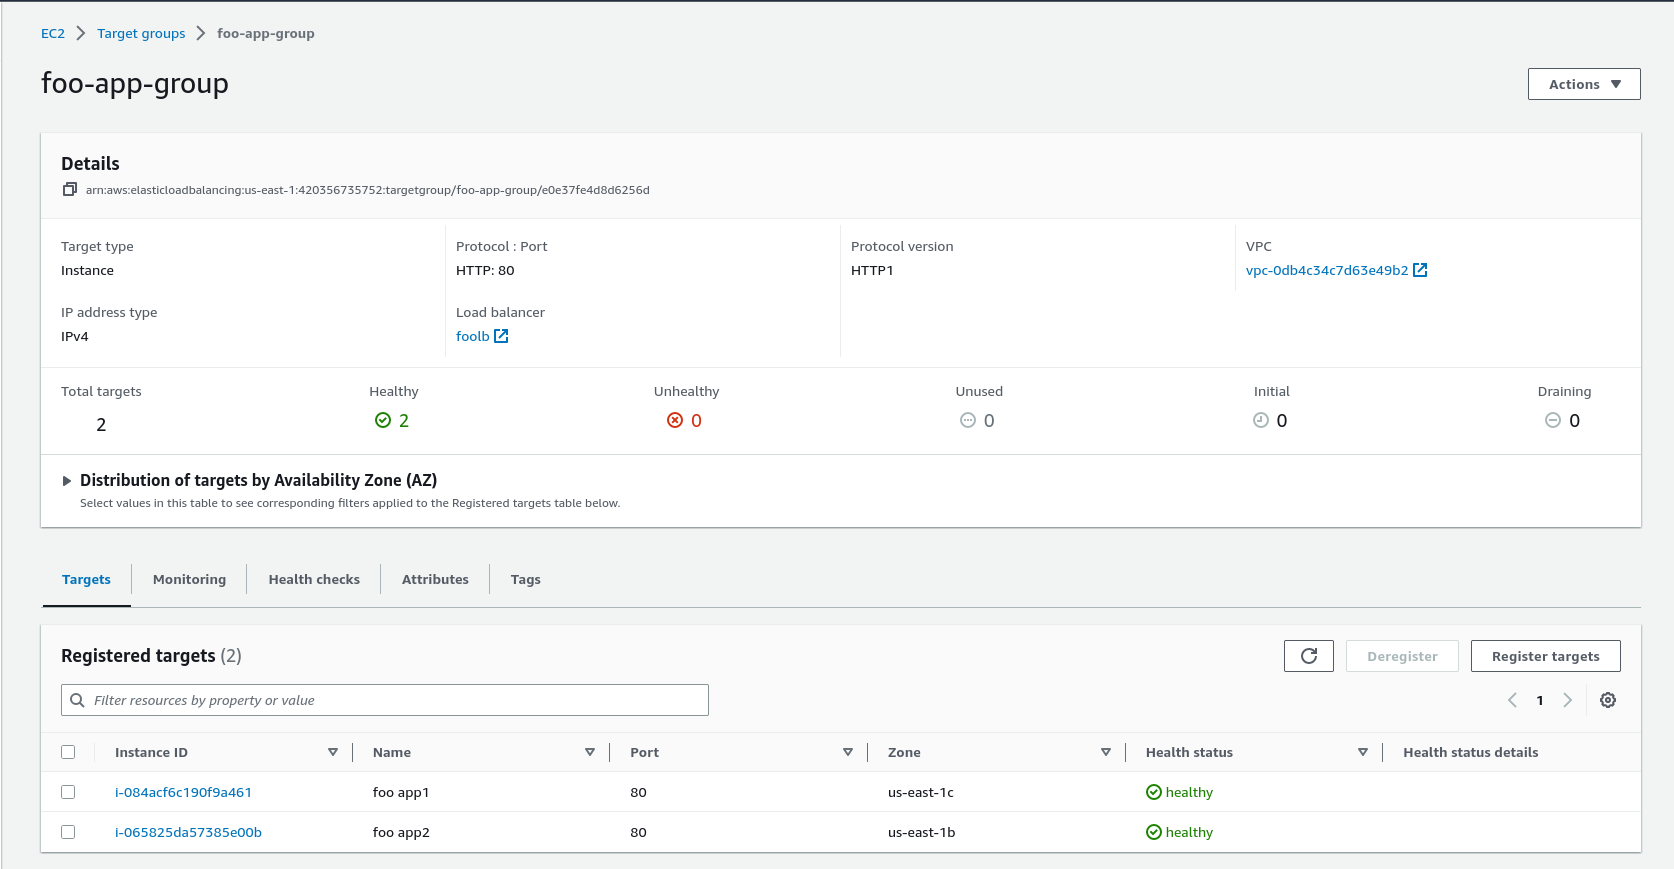 EC2 > Target groups > foo-app-group
foo-app-group
Actions
Details
arn:aws:elasticloadbalancing:us-east-1:420356735752:targetgroup/foo-app-group/e0e37fe4d8d6256d
Target type Protocol : Port Protocol version VPC
Instance HTTP: 80 HTTP1 vpc-0db4c34c7d63e49b2
IP address type Load balancer
IPv4 foolb
Total targets Healthy Unhealthy Unused Initial Draining
2 2 0 0 0 0
Distribution of targets by Availability Zone (AZ)
Select values in this table to see corresponding filters applied to the Registered targets table below.
Targets Monitoring Health checks Attributes Tags
Registered targets (2) Deregister Register targets
Filter resources by property or value 1
Instance ID Name Port Zone Health status Health status details
i-084acf6c190f9a461 foo app1 80 us-east-1c healthy
i-065825da57385e00b foo app2 80 us-east-1b healthy